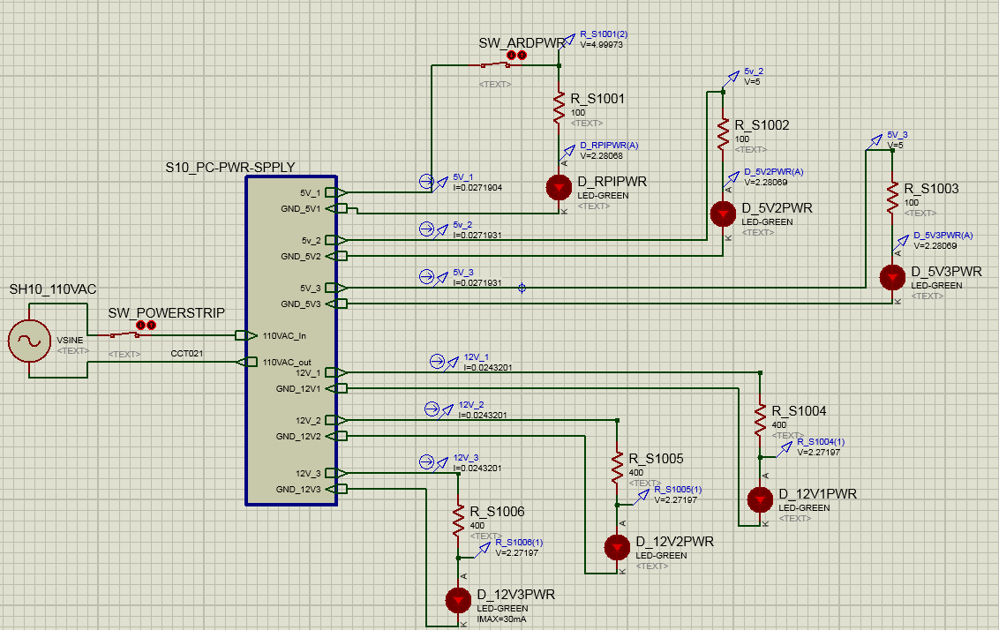 SW_ARDPWR
<TEXT>
R_S1001(2)
V=4.99973
R_S1001
100
<TEXT>
D_RPIPWR(A)
V=2.28068
A
D_RPIPWR
LED-GREEN
<TEXT>
K
5v_2
V=5
R_S1002
100
<TEXT>
D_5V2PWR(A)
V=2.28069
A
D_5V2PWR
LED-GREEN
<TEXT>
K
5V_3
V=5
R_S1003
100
<TEXT>
D_5V3PWR(A)
V=2.28069
A
D_5V3PWR
LED-GREEN
<TEXT>
K
S10_PC-PWR-SPPLY
5V_1
GND_5V1
5v_2
GND_5V2
5V_3
GND_5V3
110VAC_In
110VAC_out
12V_1
GND_12V1
12V_2
GND_12V2
12V_3
GND_12V3
5V_1
I=0.0271904
5v_2
I=0.0271931
5V_3
I=0.0271931
SH10_110VAC
VSINE
<TEXT>
SW_POWERSTRIP
<TEXT>
CCT021
12V_1
I=0.0243201
12V_2
I=0.0243201
12V_3
I=0.0243201
R_S1004
400
<TEXT>
R_S1004(1)
V=2.27197
A
D_12V1PWR
LED-GREEN
<TEXT>
K
R_S1005
400
<TEXT>
R_S1005(1)
V=2.27197
A
D_12V2PWR
LED-GREEN
<TEXT>
K
R_S1006
400
<TEXT>
R_S1006(1)
V=2.27197
A
D_12V3PWR
LED-GREEN
IMAX=30mA
K